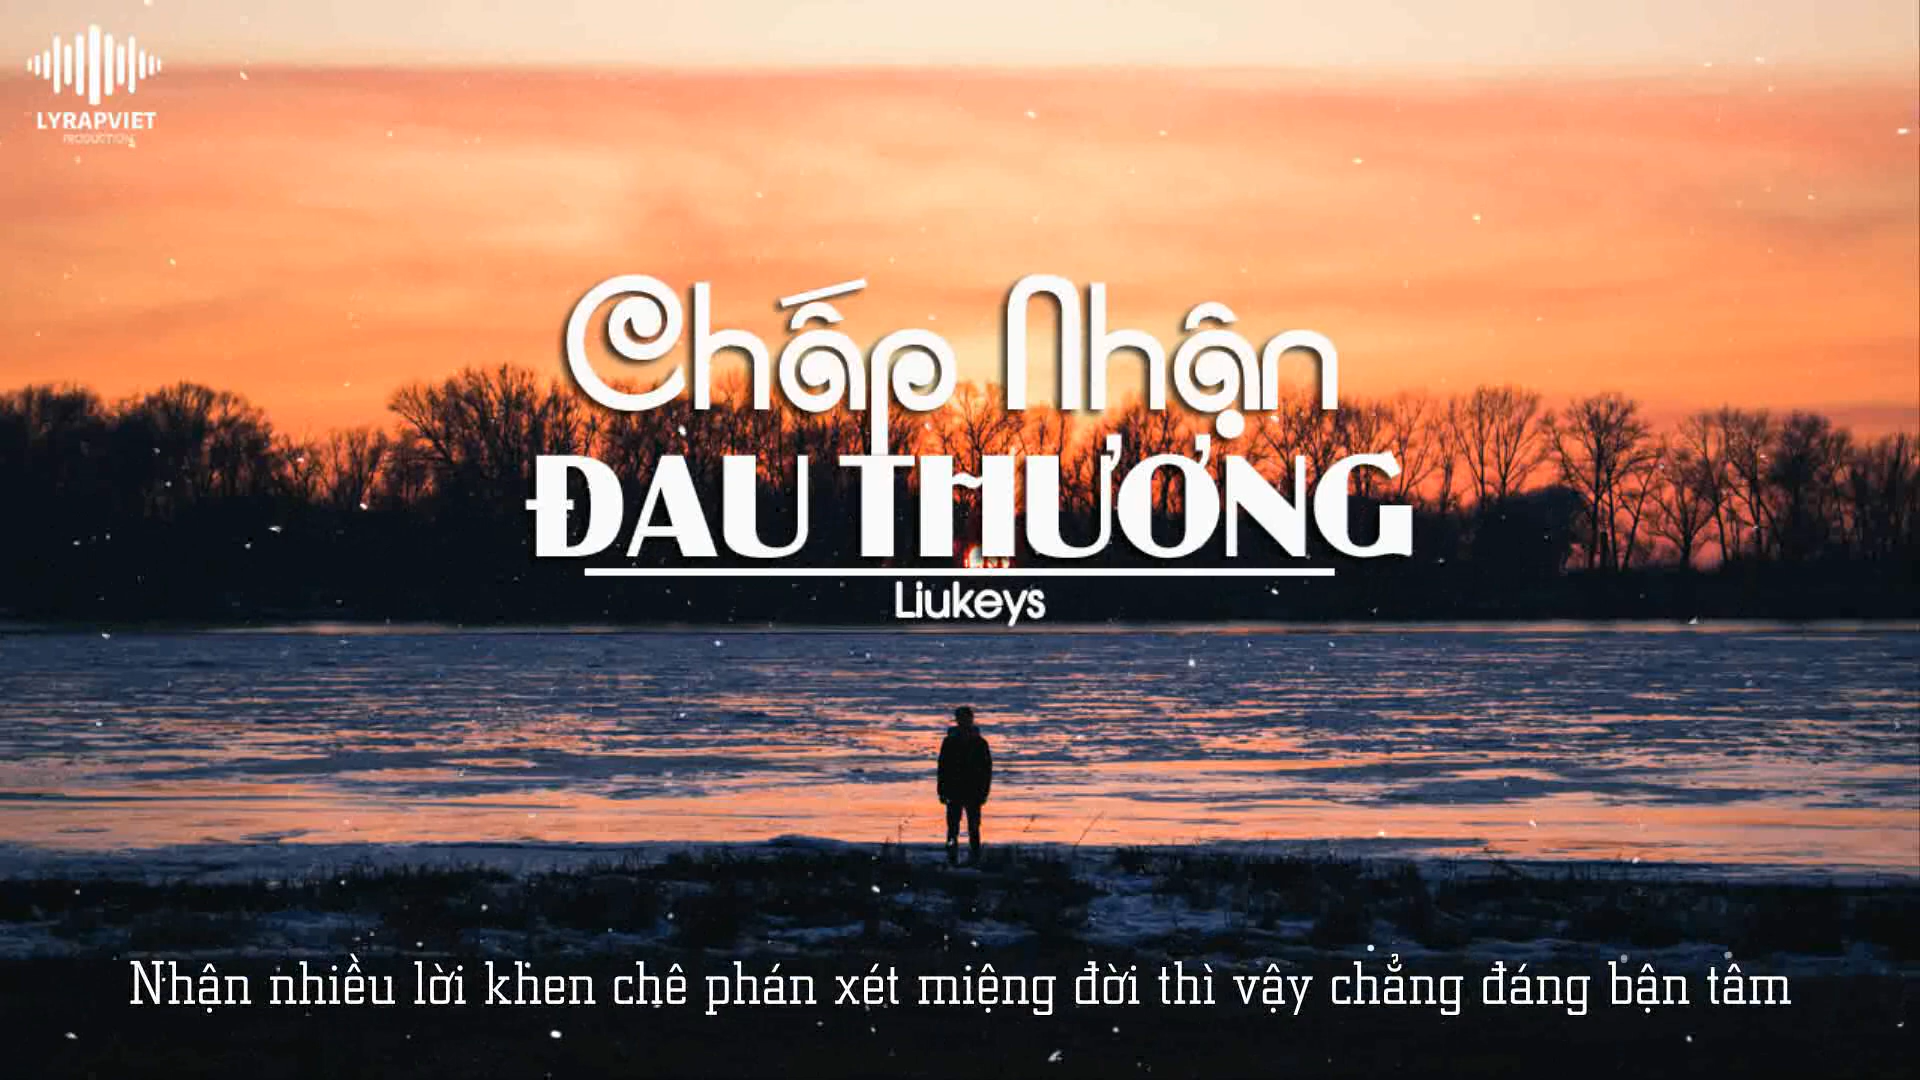 LYRAPVIET
PRODUCTION
Chấp Nhận
ĐAU THƯƠNG
Liukeys
Nhận nhiều lời khen chê phán xét miệng đời thì vậy chẳng đáng bận tâm